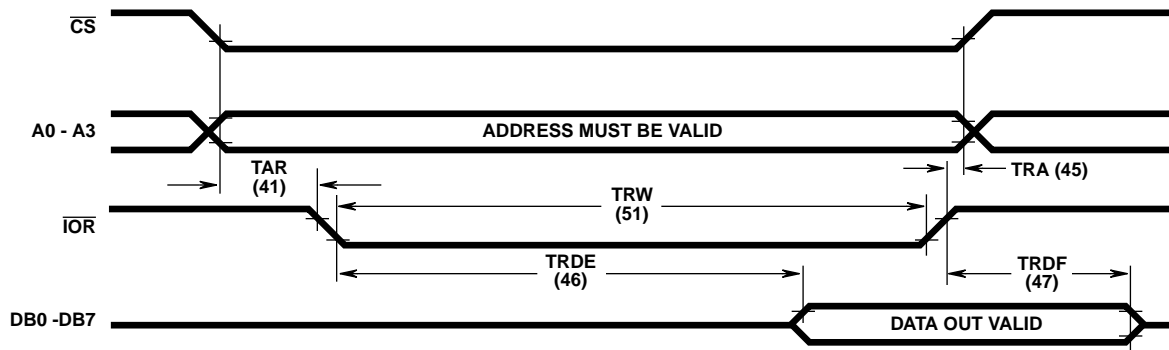 CS
A0 - A3
ADDRESS MUST BE VALID
TAR
(41)
TRA (45)
TRW
(51)
IOR
TRDE
(46)
TRDF
(47)
DB0 -DB7
DATA OUT VALID